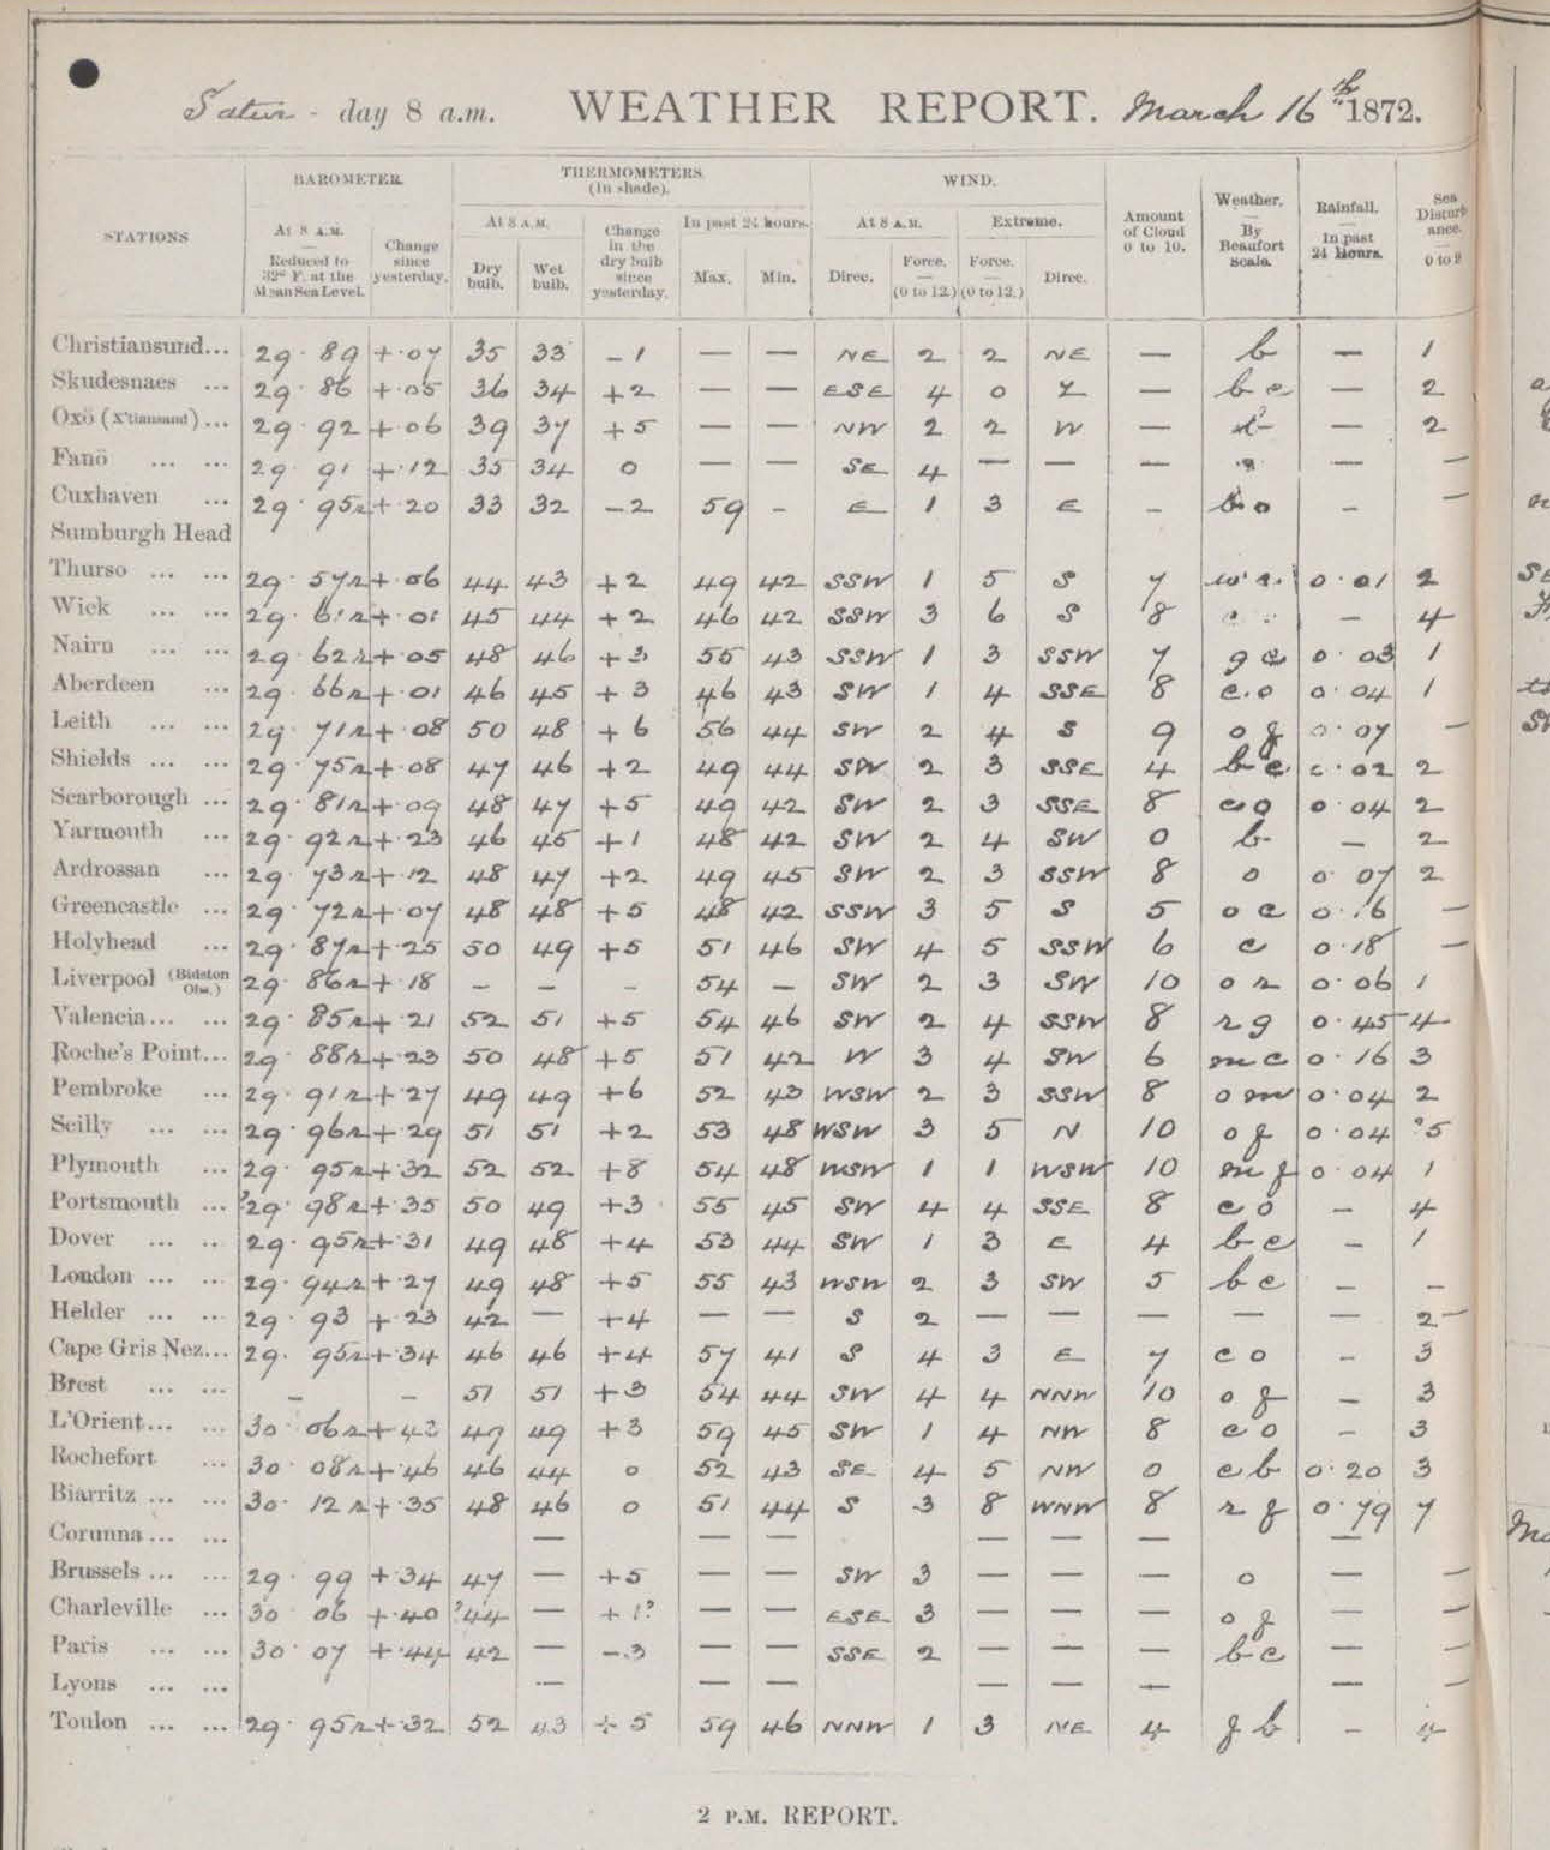 Satur - day 8 a.m. WEATHER REPORT. March 16th 1872.
BAROMETER. THERMOMETERS (In shade). WIND.
STATIONS At 8 A.M. Reduced to 32° F. at the Mean Sea Level. Change since yesterday. At 8 A.M. Dry bulb. Wet bulb. Change in the dry bulb since yesterday. In past 24 hours. Max. Min. At 8 A.M. Direc. Force. (0 to 12.) Extreme. Force. (0 to 12.) Direc. Amount of Cloud 0 to 10. Weather. By Beaufort Scale. Rainfall. In past 24 Hours. Sea Disturbance. 0 to 9
Christiansund... 29.89 +.07 35 33 -1 — — NE 2 2 NE — b — 1
Skudesnaes ... 29.86 +.05 36 34 +2 — — ESE 4 0 Z — bc — 2
Oxö (X'tiansand)... 29.92 +.06 39 37 +5 — — NW 2 2 W — — 2
Fanö ... ... 29.91 +.12 35 34 0 — — SE 4 — — — — —
Cuxhaven ... 29.95r +.20 33 32 -2 59 - E 1 3 E - bo - —
Sumburgh Head
Thurso ... ... 29.57r +.06 44 43 +2 49 42 SSW 1 5 S 7 0.01 2
Wick ... ... 29.61r +.01 45 44 +2 46 42 SSW 3 6 S 8 — 4
Nairn ... ... 29.62r +.05 48 46 +3 55 43 SSW 1 3 SSW 7 gc 0.03 1
Aberdeen ... 29.66r +.01 46 45 +3 46 43 SW 1 4 SSE 8 c.o 0.04 1
Leith ... ... 29.71r +.08 50 48 +6 56 44 SW 2 4 S 9 of 0.07 —
Shields ... ... 29.75r +.08 47 46 +2 49 44 SW 2 3 SSE 4 bc 0.02 2
Scarborough ... 29.81r +.09 48 47 +5 49 42 SW 2 3 SSE 8 co 0.04 2
Yarmouth ... 29.92r +.23 46 45 +1 48 42 SW 2 4 SW 0 b — 2
Ardrossan ... 29.73r +.12 48 47 +2 49 45 SW 2 3 SSW 8 o 0.07 2
Greencastle ... 29.72r +.07 48 48 +5 48 42 SSW 3 5 S 5 oc 0.16 —
Holyhead ... 29.87r +.25 50 49 +5 51 46 SW 4 5 SSW 6 c 0.18 —
Liverpool (Bidston Obs.) 29.86r +.18 - - - 54 - SW 2 3 SW 10 or 0.06 1
Valencia... ... 29.85r +.21 52 51 +5 54 46 SW 2 4 SSW 8 rg 0.45 4
Roche's Point... 29.88r +.23 50 48 +5 51 42 W 3 4 SW 6 mc 0.16 3
Pembroke ... 29.91r +.27 49 49 +6 52 43 WSW 2 3 SSW 8 om 0.04 2
Scilly ... ... 29.96r +.29 51 51 +2 53 48 WSW 3 5 N 10 of 0.04 ?5
Plymouth ... 29.95r +.32 52 52 +8 54 48 WSW 1 1 WSW 10 mf 0.04 1
Portsmouth ... ?29.98r +.35 50 49 +3 55 45 SW 4 4 SSE 8 co — 4
Dover ... ... 29.95r +.31 49 48 +4 53 44 SW 1 3 E 4 bc - 1
London ... ... 29.94r +.27 49 48 +5 55 43 WSW 2 3 SW 5 bc - -
Helder ... ... 29.93 +.23 42 — +4 — — S 2 — — — — — 2
Cape Gris Nez... 29.95r +.34 46 46 +4 57 41 S 4 3 E 7 co - 3
Brest ... ... - - 51 51 +3 54 44 SW 4 4 NNW 10 of - 3
L'Orient... ... 30.06r 49 49 +3 59 45 SW 1 4 NW 8 co - 3
Rochefort ... 30.08r +.46 46 44 0 52 43 SE 4 5 NW 0 cb 0.20 3
Biarritz ... ... 30.12r +.35 48 46 0 51 44 S 3 8 WNW 8 rf 0.79 7
Corunna ... ... — — — — — — —
Brussels ... ... 29.99 +.34 47 — +5 — — SW 3 — — — o — —
Charleville ... 30.06 +.40 ?44 — +1? — — ESE 3 — — — of — —
Paris ... ... 30.07 +.44 42 — -3 — — SSE 2 — — — bc — —
Lyons ... ... — — — — — — — —
Toulon ... ... 29.95r +.32 52 43 +5 59 46 NNW 1 3 NE 4 fb - 4
2 P.M. REPORT.